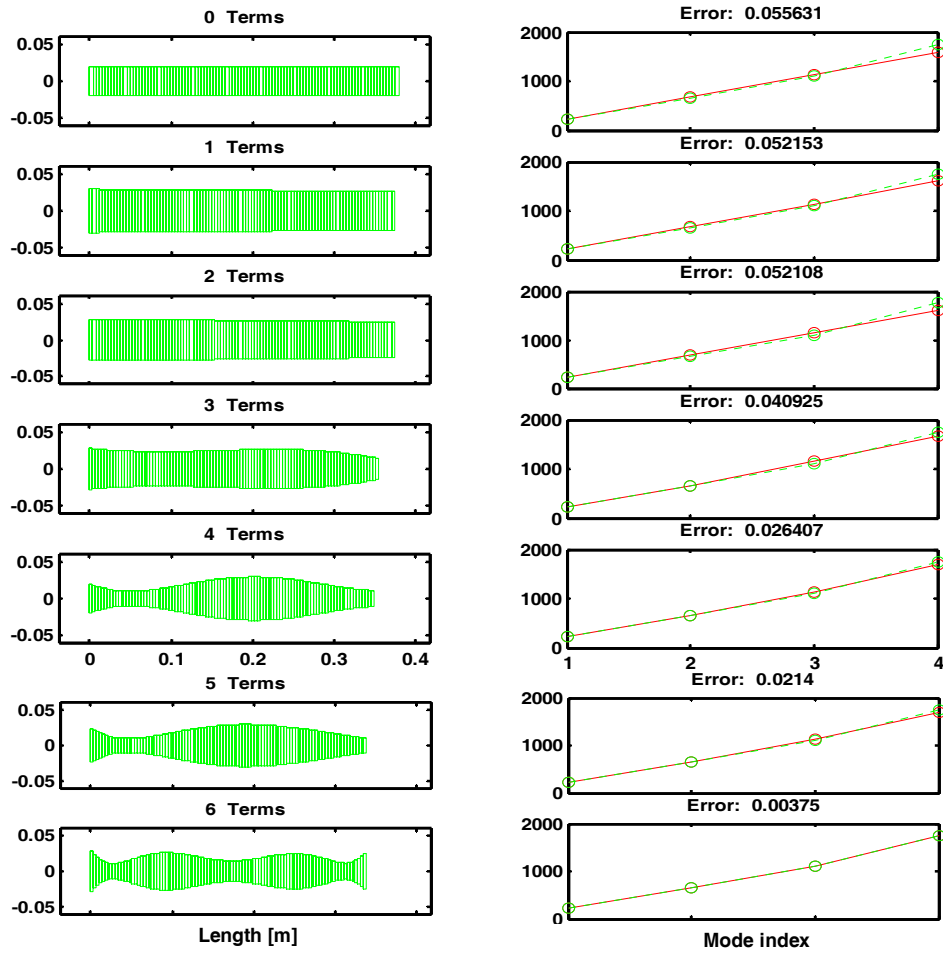 0 Terms
Error: 0.055631
0.05
0
-0.05
2000
1000
0
1 Terms
Error: 0.052153
0.05
0
-0.05
2000
1000
0
2 Terms
Error: 0.052108
0.05
0
-0.05
2000
1000
0
3 Terms
Error: 0.040925
0.05
0
-0.05
2000
1000
0
4 Terms
Error: 0.026407
0.05
0
-0.05
0 0.1 0.2 0.3 0.4
2000
1000
0
1 2 3 4
5 Terms
Error: 0.0214
0.05
0
-0.05
2000
1000
0
6 Terms
Error: 0.00375
0.05
0
-0.05
2000
1000
0
Length [m]
Mode index